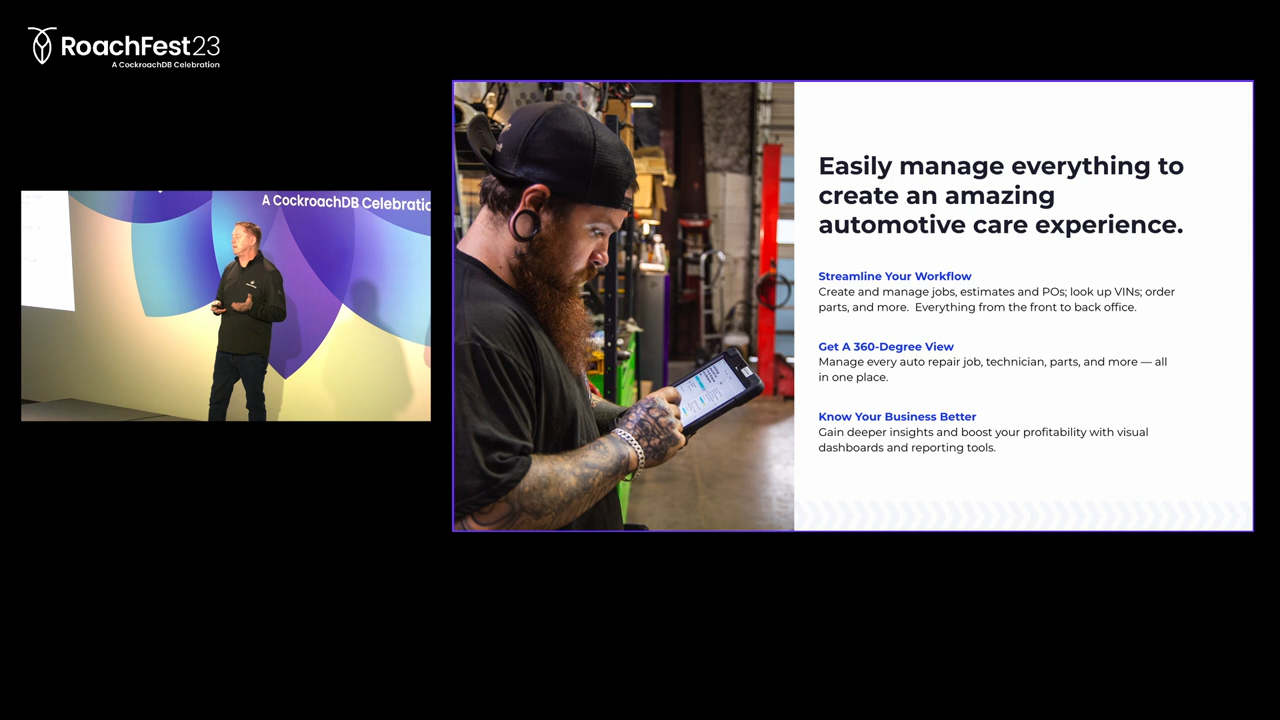 RoachFest23
A CockroachDB Celebration
A CockroachDB Celebratio
Easily manage everything to
create an amazing
automotive care experience.
Streamline Your Workflow
Create and manage jobs, estimates and POs; look up VINs; order
parts, and more. Everything from the front to back office.
Get A 360-Degree View
Manage every auto repair job, technician, parts, and more — all
in one place.
Know Your Business Better
Gain deeper insights and boost your profitability with visual
dashboards and reporting tools.